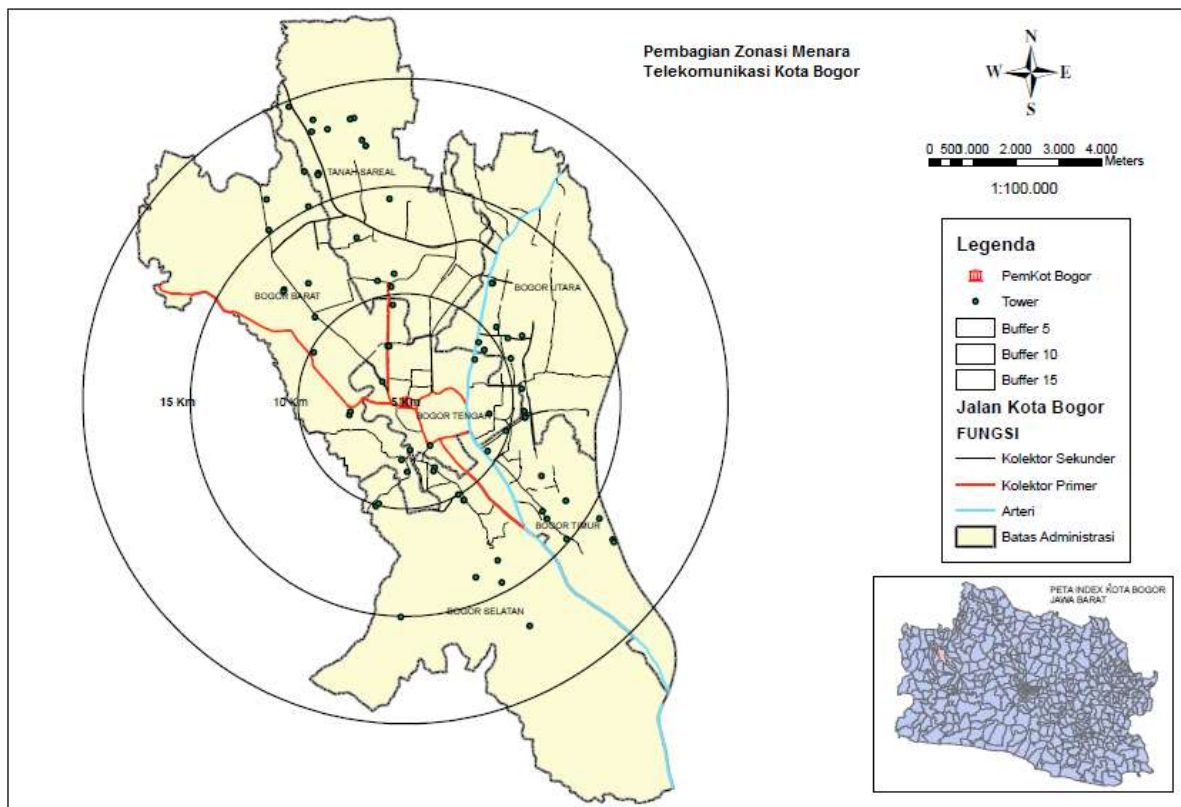 Pembagian Zonasi Menara
Telekomunikasi Kota Bogor
N
W E
S
0 500 1.000 2.000 3.000 4.000
Meters
1:100.000
Legenda
PemKot Bogor
Tower
Buffer 5
Buffer 10
Buffer 15
Jalan Kota Bogor
FUNGSI
Kolektor Sekunder
Kolektor Primer
Arteri
Batas Administrasi
TANAH SAREAL
BOGOR BARAT
BOGOR UTARA
15 Km
10 Km
5 Km
BOGOR TENGAH
BOGOR TIMUR
BOGOR SELATAN
PETA INDEX KOTA BOGOR
JAWA BARAT